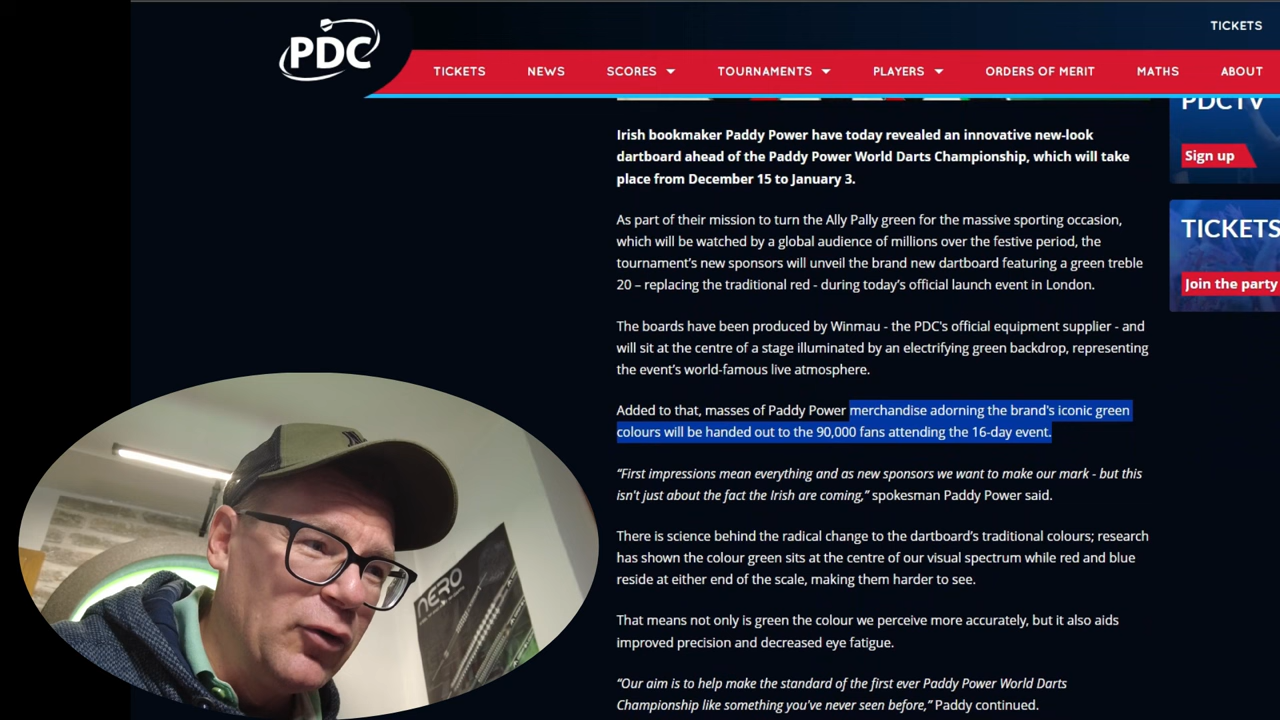 TICKETS
PDC
TICKETS
NEWS
SCORES
TOURNAMENTS
PLAYERS
ORDERS OF MERIT
MATHS
ABOUT
PDCTV
Sign up
Irish bookmaker Paddy Power have today revealed an innovative new-look
dartboard ahead of the Paddy Power World Darts Championship, which will take
place from December 15 to January 3.
As part of their mission to turn the Ally Pally green for the massive sporting occasion,
which will be watched by a global audience of millions over the festive period, the
tournament's new sponsors will unveil the brand new dartboard featuring a green treble
20 – replacing the traditional red - during today's official launch event in London.
TICKETS
Join the party
The boards have been produced by Winmau - the PDC's official equipment supplier - and
will sit at the centre of a stage illuminated by an electrifying green backdrop, representing
the event's world-famous live atmosphere.
Added to that, masses of Paddy Power merchandise adorning the brand's iconic green
colours will be handed out to the 90,000 fans attending the 16-day event.
“First impressions mean everything and as new sponsors we want to make our mark - but this
isn't just about the fact the Irish are coming,” spokesman Paddy Power said.
There is science behind the radical change to the dartboard's traditional colours; research
has shown the colour green sits at the centre of our visual spectrum while red and blue
reside at either end of the scale, making them harder to see.
That means not only is green the colour we perceive more accurately, but it also aids
improved precision and decreased eye fatigue.
“Our aim is to help make the standard of the first ever Paddy Power World Darts
Championship like something you've never seen before,” Paddy continued.
NERO